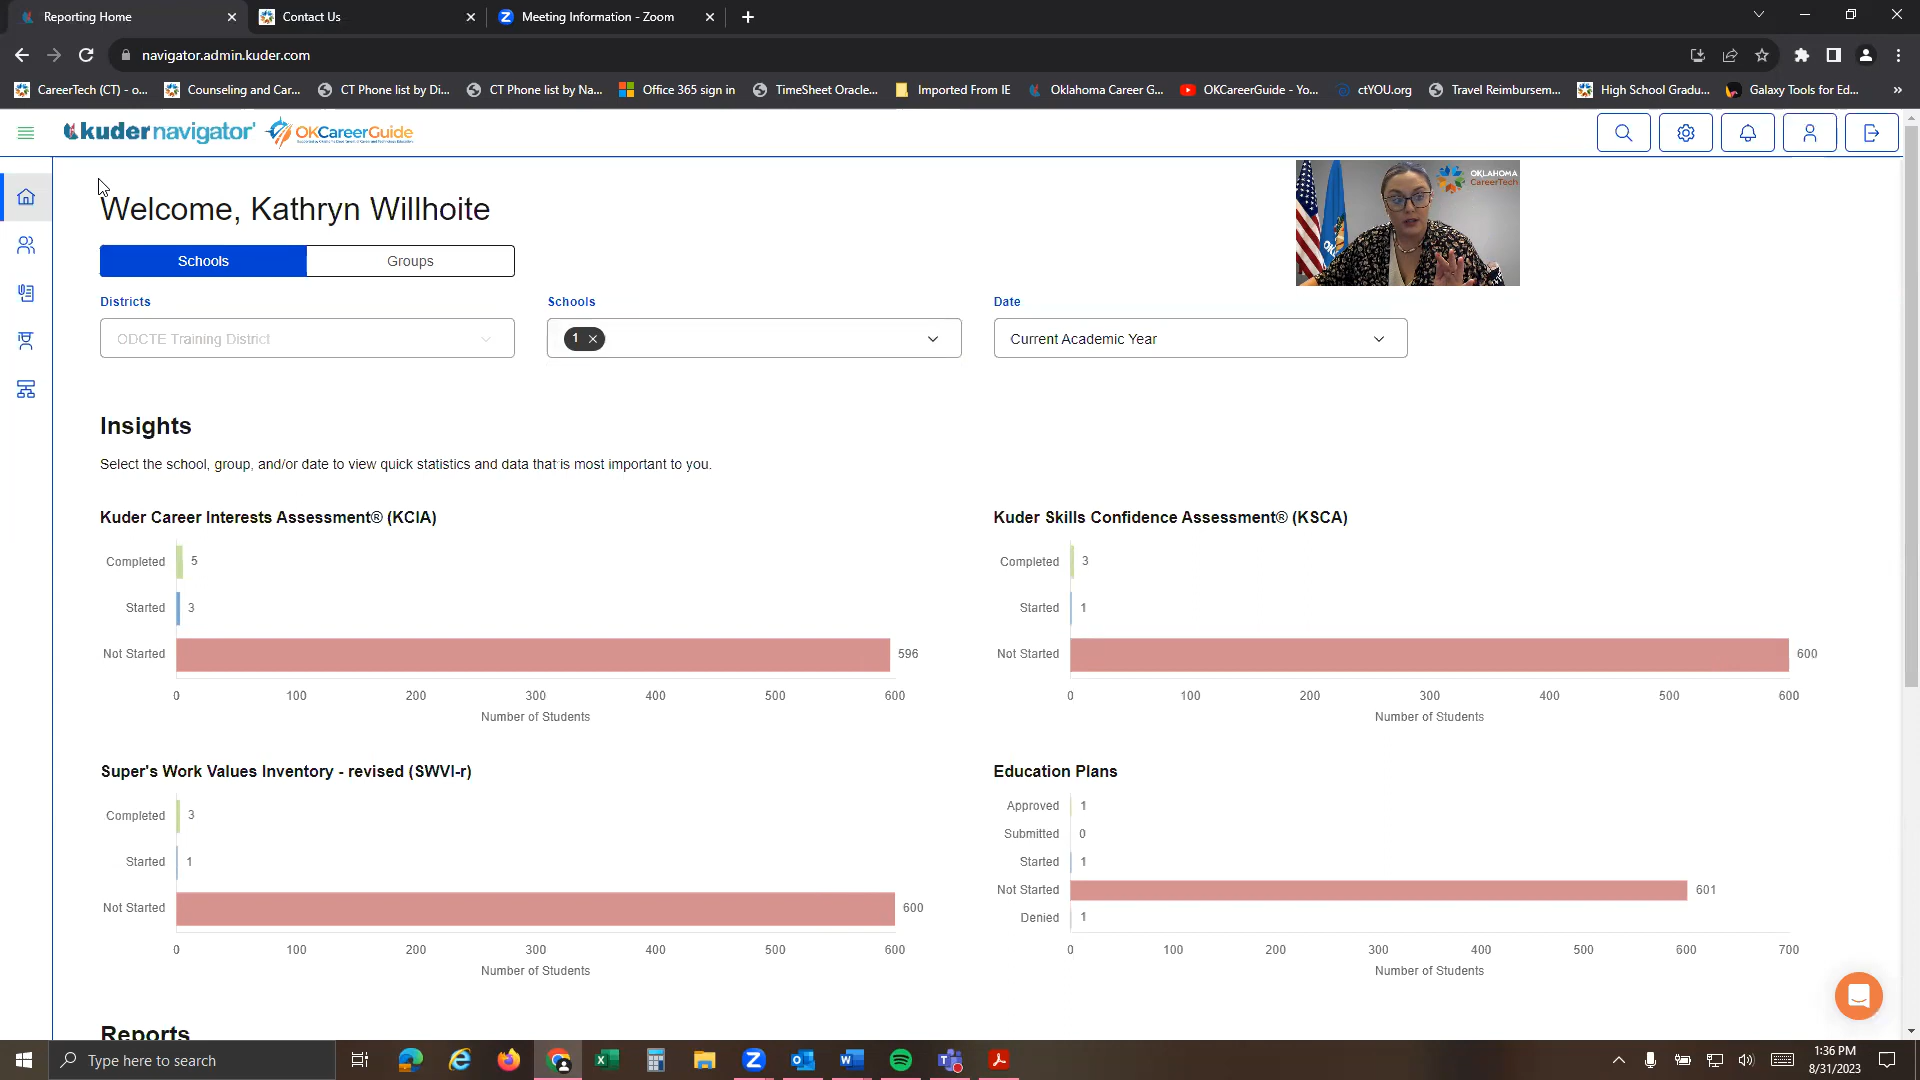 Reporting Home
Contact Us
Meeting Information - Zoom
navigator.admin.kuder.com
CareerTech (CT) - o...
Counseling and Car...
CT Phone list by Di...
CT Phone list by Na...
Office 365 sign in
TimeSheet Oracle...
Imported From IE
Oklahoma Career G...
OKCareerGuide - Yo...
ctYOU.org
Travel Reimbursem...
High School Gradu...
Galaxy Tools for Ed...
kuder navigator
OKCareerGuide
Welcome, Kathryn Willhoite
OKLAHOMA
CareerTech
Schools Groups
Districts Schools Date
ODCTE Training District 1 Current Academic Year
Insights
Select the school, group, and/or date to view quick statistics and data that is most important to you.
Kuder Career Interests Assessment® (KCIA)
Completed 5
Started 3
Not Started 596
0 100 200 300 400 500 600
Number of Students
Kuder Skills Confidence Assessment® (KSCA)
Completed 3
Started 1
Not Started 600
0 100 200 300 400 500 600
Number of Students
Super's Work Values Inventory - revised (SWVI-r)
Completed 3
Started 1
Not Started 600
0 100 200 300 400 500 600
Number of Students
Education Plans
Approved 1
Submitted 0
Started 1
Not Started 601
Denied 1
0 100 200 300 400 500 600 700
Number of Students
Reports
Type here to search
1:36 PM
8/31/2023